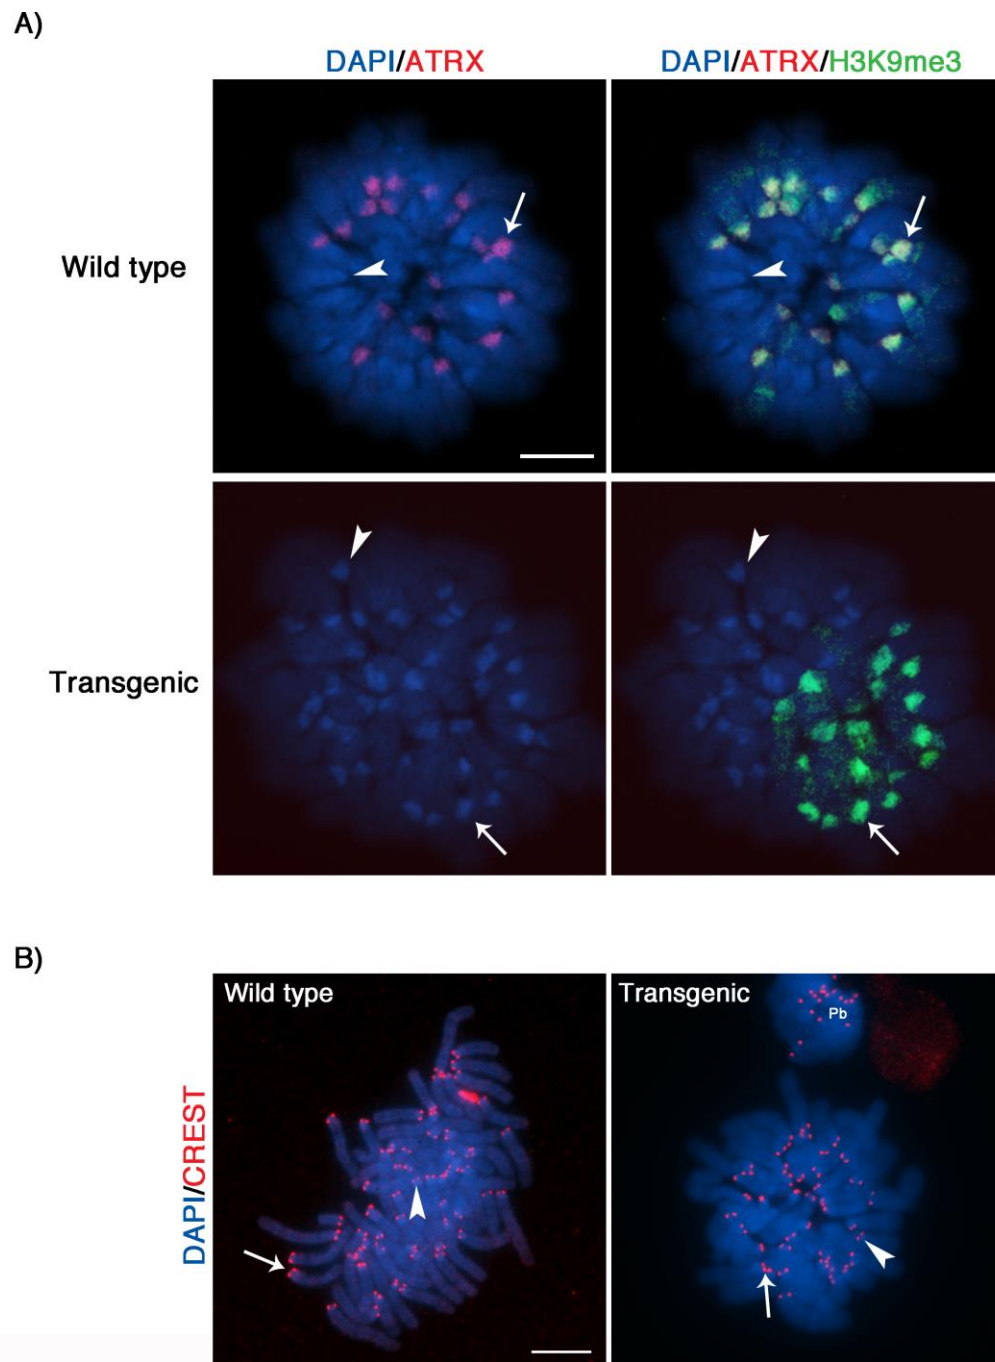 A)
DAPI/ATRX
DAPI/ATRX/H3K9me3
Wild type
Transgenic
B)
Wild type
Transgenic
Pb
DAPI/CREST